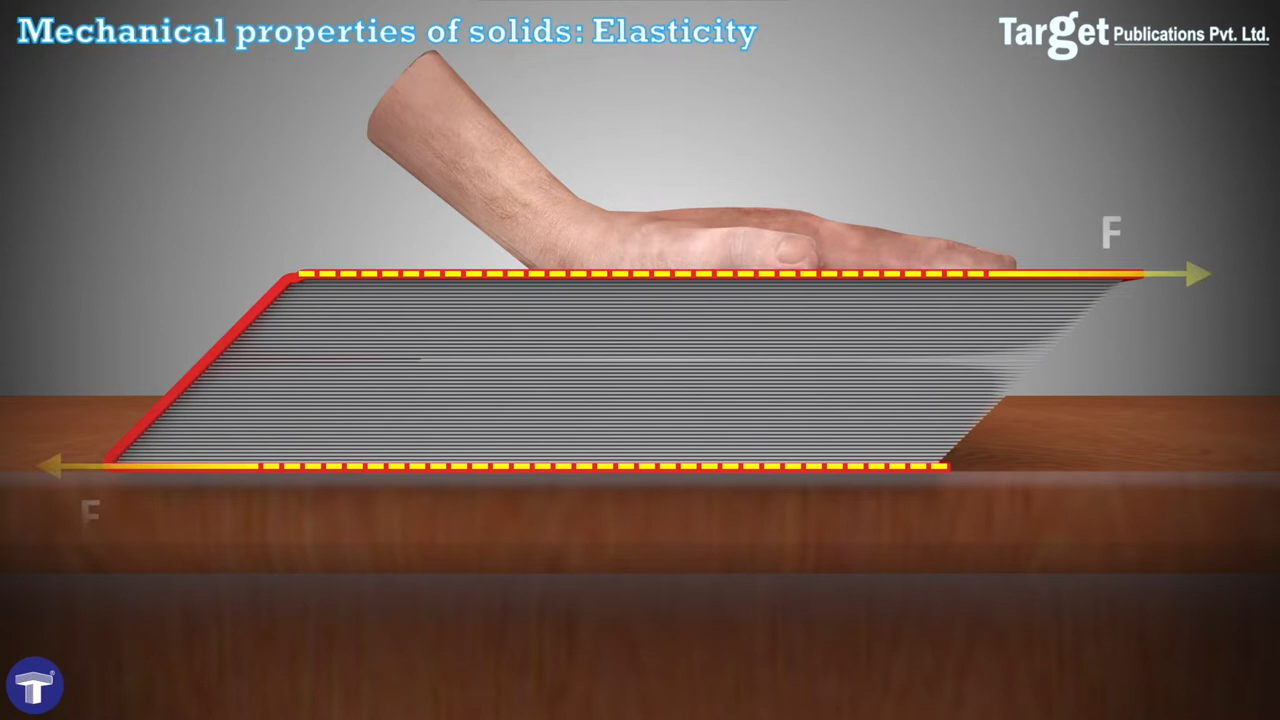 Mechanical properties of solids: Elasticity
Target Publications Pvt. Ltd.
F
F